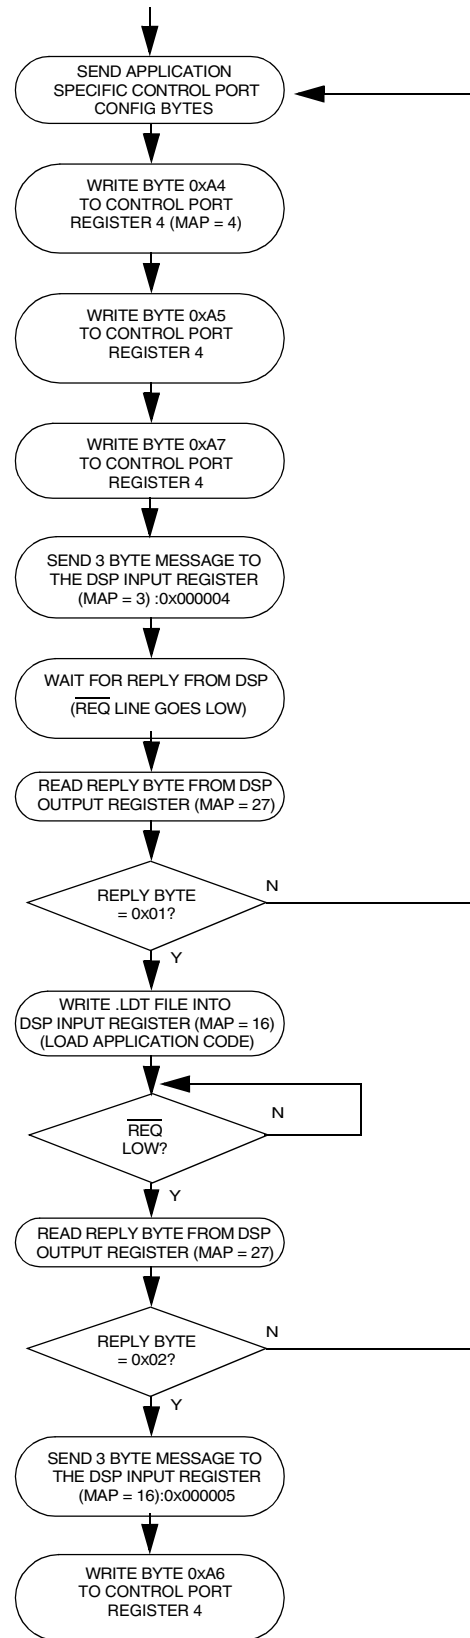 SEND APPLICATION
SPECIFIC CONTROL PORT
CONFIG BYTES
WRITE BYTE 0xA4
TO CONTROL PORT
REGISTER 4 (MAP = 4)
WRITE BYTE 0xA5
TO CONTROL PORT
REGISTER 4
WRITE BYTE 0xA7
TO CONTROL PORT
REGISTER 4
SEND 3 BYTE MESSAGE TO
THE DSP INPUT REGISTER
(MAP = 3) :0x000004
WAIT FOR REPLY FROM DSP
(REQ LINE GOES LOW)
READ REPLY BYTE FROM DSP
OUTPUT REGISTER (MAP = 27)
N
REPLY BYTE
= 0x01?
Y
WRITE .LDT FILE INTO
DSP INPUT REGISTER (MAP = 16)
(LOAD APPLICATION CODE)
N
REQ
LOW?
Y
READ REPLY BYTE FROM DSP
OUTPUT REGISTER (MAP = 27)
N
REPLY BYTE
= 0x02?
Y
SEND 3 BYTE MESSAGE TO
THE DSP INPUT REGISTER
(MAP = 16):0x000005
WRITE BYTE 0xA6
TO CONTROL PORT
REGISTER 4